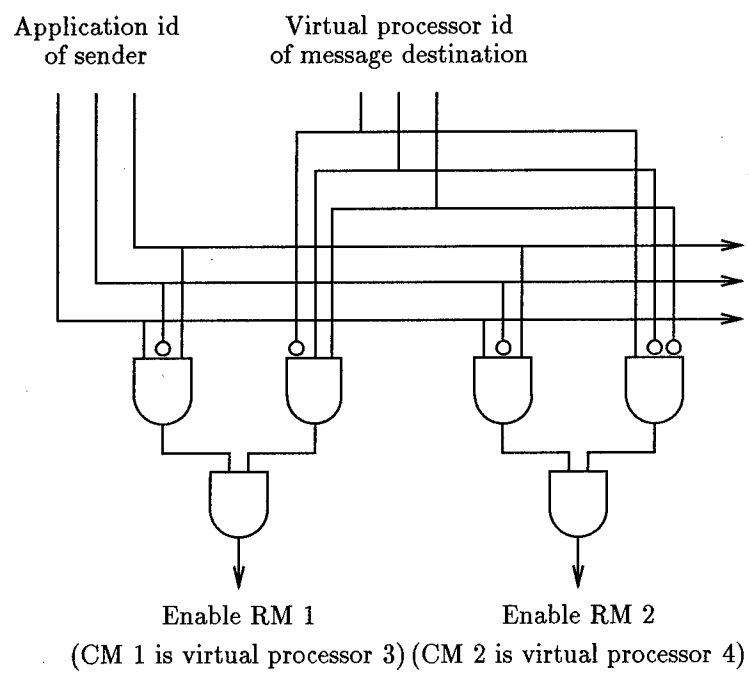 Application id
of sender
Virtual processor id
of message destination
Enable RM 1
(CM 1 is virtual processor 3)
Enable RM 2
(CM 2 is virtual processor 4)